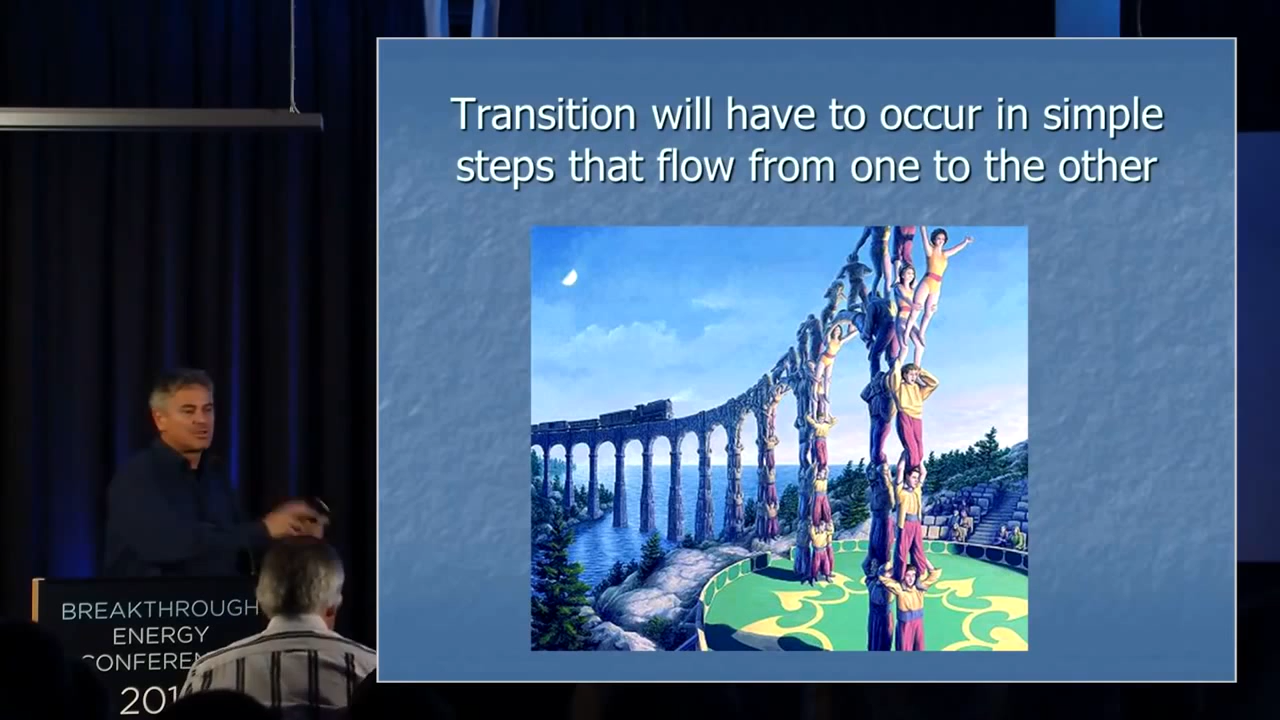 Transition will have to occur in simple
steps that flow from one to the other
BREAKTHROUGH
ENERGY